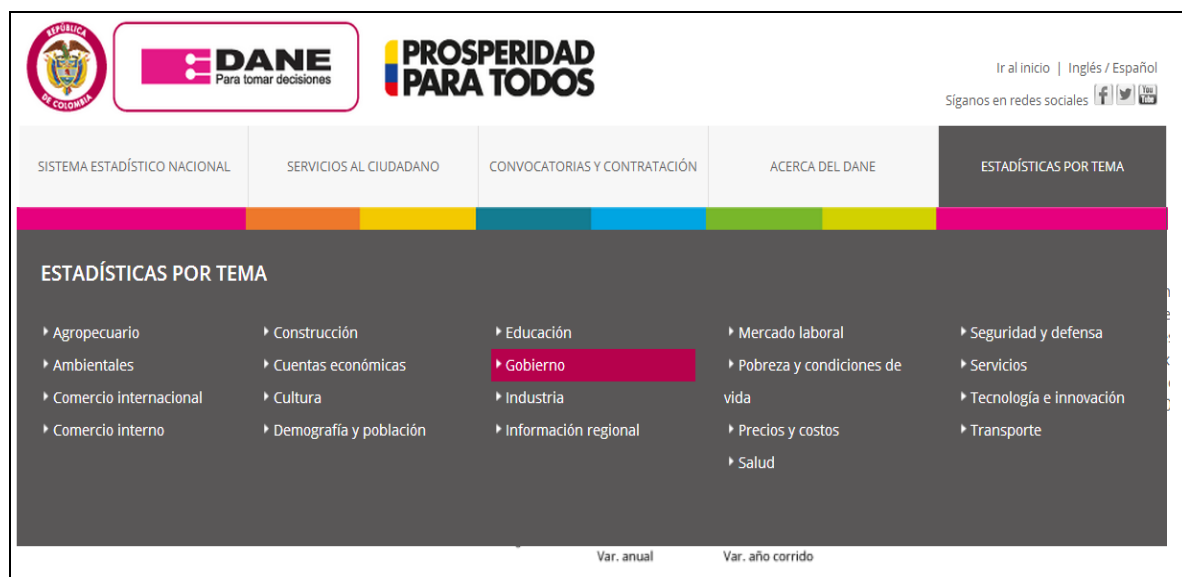 REPÚBLICA
DE COLOMBIA
DANE
Para tomar decisiones
PROSPERIDAD
PARA TODOS
Ir al inicio | Inglés / Español
Síganos en redes sociales f You Tube
SISTEMA ESTADÍSTICO NACIONAL
SERVICIOS AL CIUDADANO
CONVOCATORIAS Y CONTRATACIÓN
ACERCA DEL DANE
ESTADÍSTICAS POR TEMA
ESTADÍSTICAS POR TEMA
Agropecuario
Ambientales
Comercio internacional
Comercio interno
Construcción
Cuentas económicas
Cultura
Demografía y población
Educación
Gobierno
Industria
Información regional
Mercado laboral
Pobreza y condiciones de
vida
Precios y costos
Salud
Seguridad y defensa
Servicios
Tecnología e innovación
Transporte
Var. anual
Var. año corrido